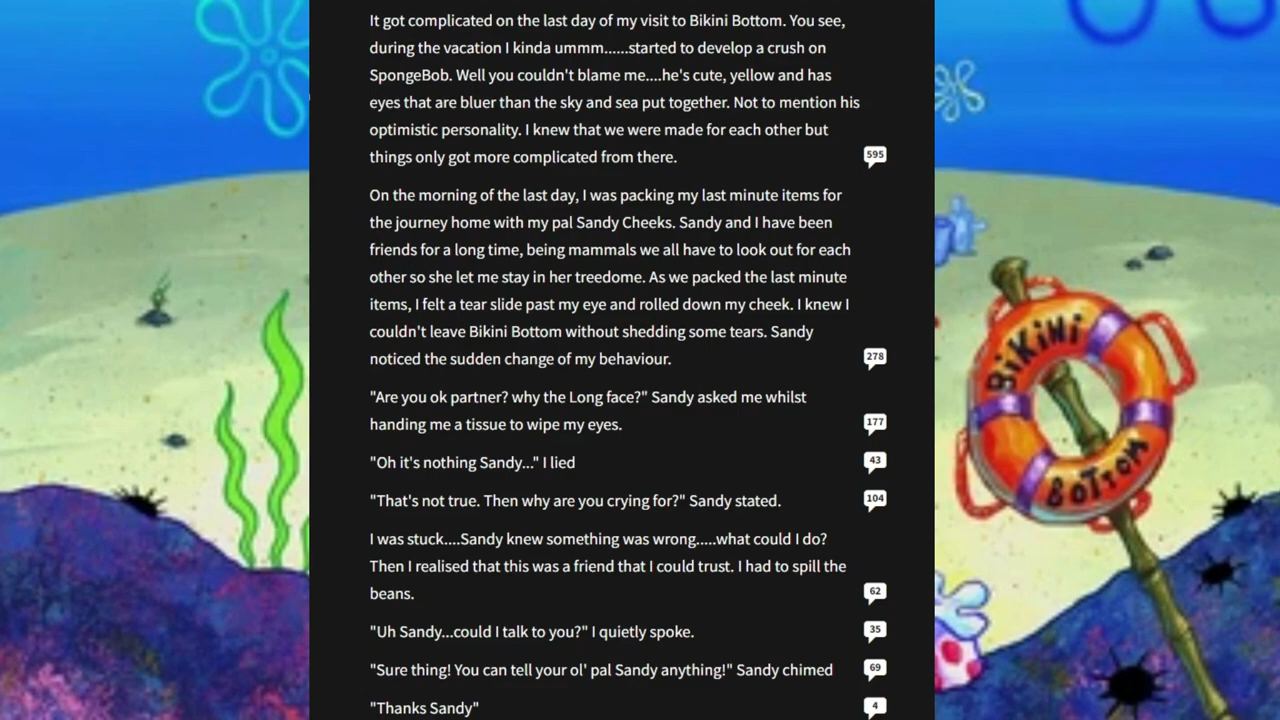 It got complicated on the last day of my visit to Bikini Bottom. You see,
during the vacation I kinda ummm......started to develop a crush on
SpongeBob. Well you couldn't blame me....he's cute, yellow and has
eyes that are bluer than the sky and sea put together. Not to mention his
optimistic personality. I knew that we were made for each other but
things only got more complicated from there.
595
On the morning of the last day, I was packing my last minute items for
the journey home with my pal Sandy Cheeks. Sandy and I have been
friends for a long time, being mammals we all have to look out for each
other so she let me stay in her treedome. As we packed the last minute
items, I felt a tear slide past my eye and rolled down my cheek. I knew I
couldn't leave Bikini Bottom without shedding some tears. Sandy
noticed the sudden change of my behaviour.
278
"Are you ok partner? why the Long face?" Sandy asked me whilst
handing me a tissue to wipe my eyes.
177
"Oh it's nothing Sandy..." I lied
43
"That's not true. Then why are you crying for?" Sandy stated.
104
I was stuck....Sandy knew something was wrong.....what could I do?
Then I realised that this was a friend that I could trust. I had to spill the
beans.
62
"Uh Sandy...could I talk to you?" I quietly spoke.
35
"Sure thing! You can tell your ol' pal Sandy anything!" Sandy chimed
69
"Thanks Sandy"
4
BIKINI
BOTTOM